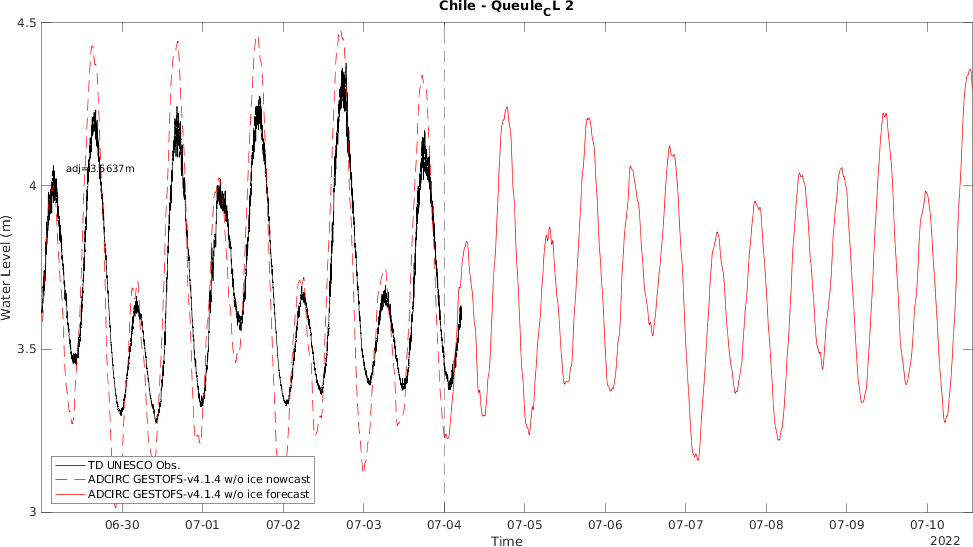 Chile - QueuleCL 2
4.5
4
3.5
3
Water Level (m)
adj=3.6637m
TD UNESCO Obs.
ADCIRC GESTOFS-v4.1.4 w/o ice nowcast
ADCIRC GESTOFS-v4.1.4 w/o ice forecast
06-30 07-01 07-02 07-03 07-04 07-05 07-06 07-07 07-08 07-09 07-10
Time
2022